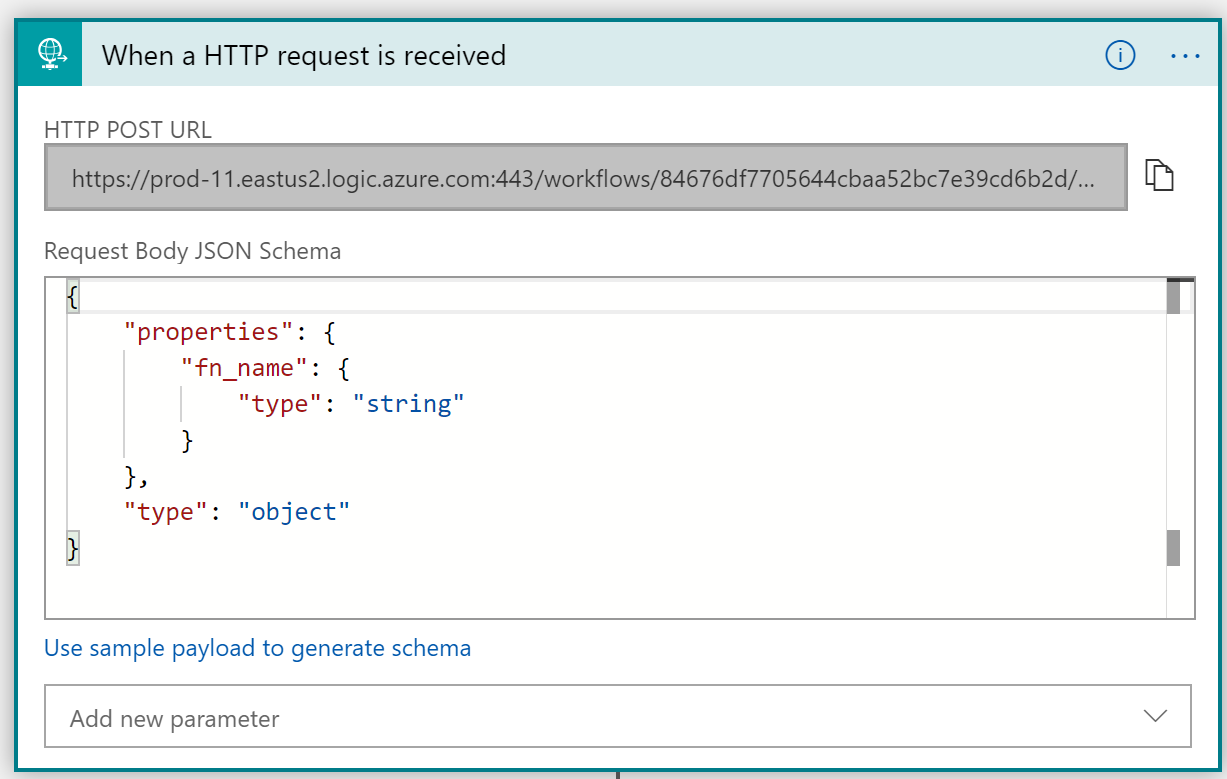 When a HTTP request is received
HTTP POST URL
https://prod-11.eastus2.logic.azure.com:443/workflows/84676df7705644cbaa52bc7e39cd6b2d/...
Request Body JSON Schema
{
"properties": {
"fn_name": {
"type": "string"
}
},
"type": "object"
}
Use sample payload to generate schema
Add new parameter